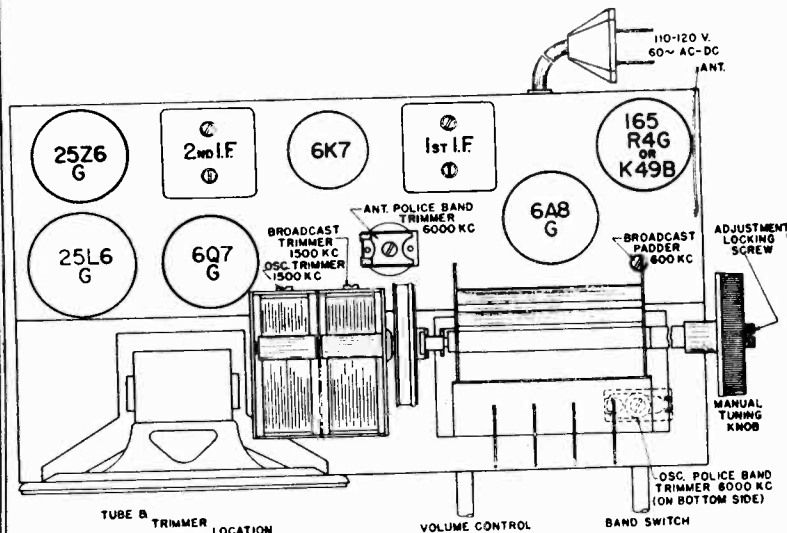 110-120 V.
60~ AC-DC
ANT.
25Z6
G
2ND I.F.
6K7
1ST I.F.
165
R4G
OR
K49B
25L6
G
6Q7
G
6A8
G
ANT. POLICE BAND
TRIMMER
6000 KC
BROADCAST
TRIMMER
1500 KC
OSC. TRIMMER
1500 KC
BROADCAST
PADDER
600 KC
ADJUSTMENT
LOCKING
SCREW
MANUAL
TUNING
KNOB
OSC. POLICE BAND
TRIMMER 6000 KC
(ON BOTTOM SIDE)
TUBE & TRIMMER LOCATION
VOLUME CONTROL
BAND SWITCH